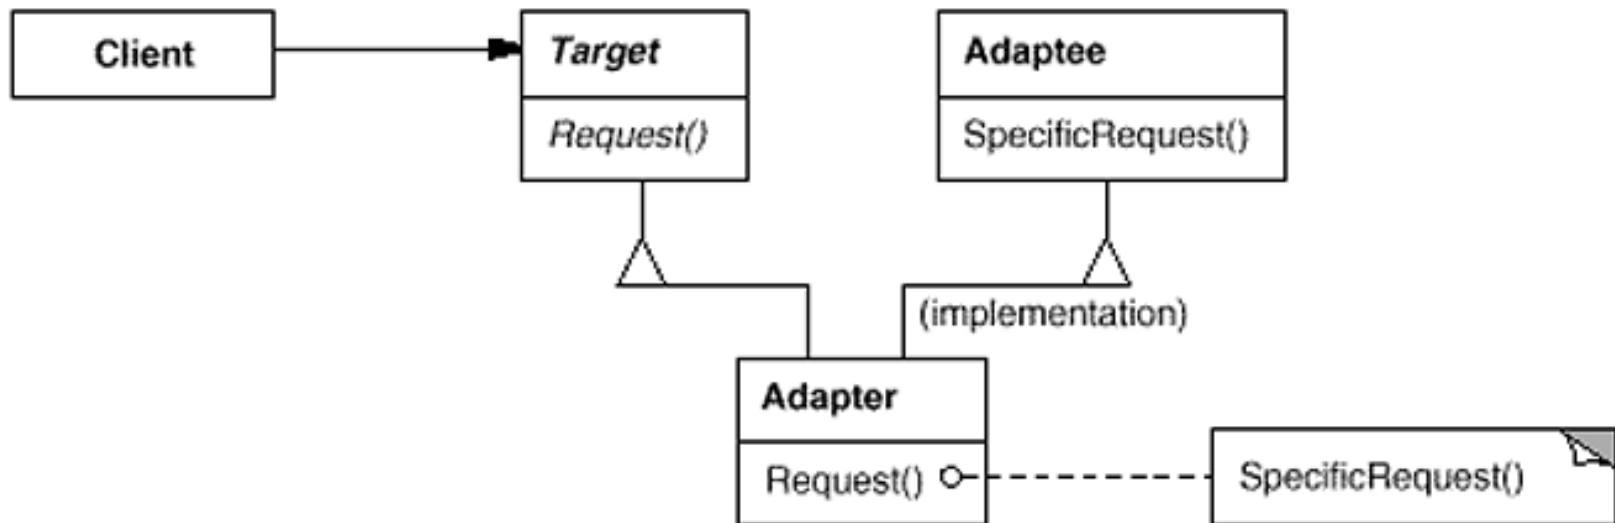 Client
Target
Request()
Adaptee
SpecificRequest()
(implementation)
Adapter
Request()
SpecificRequest()